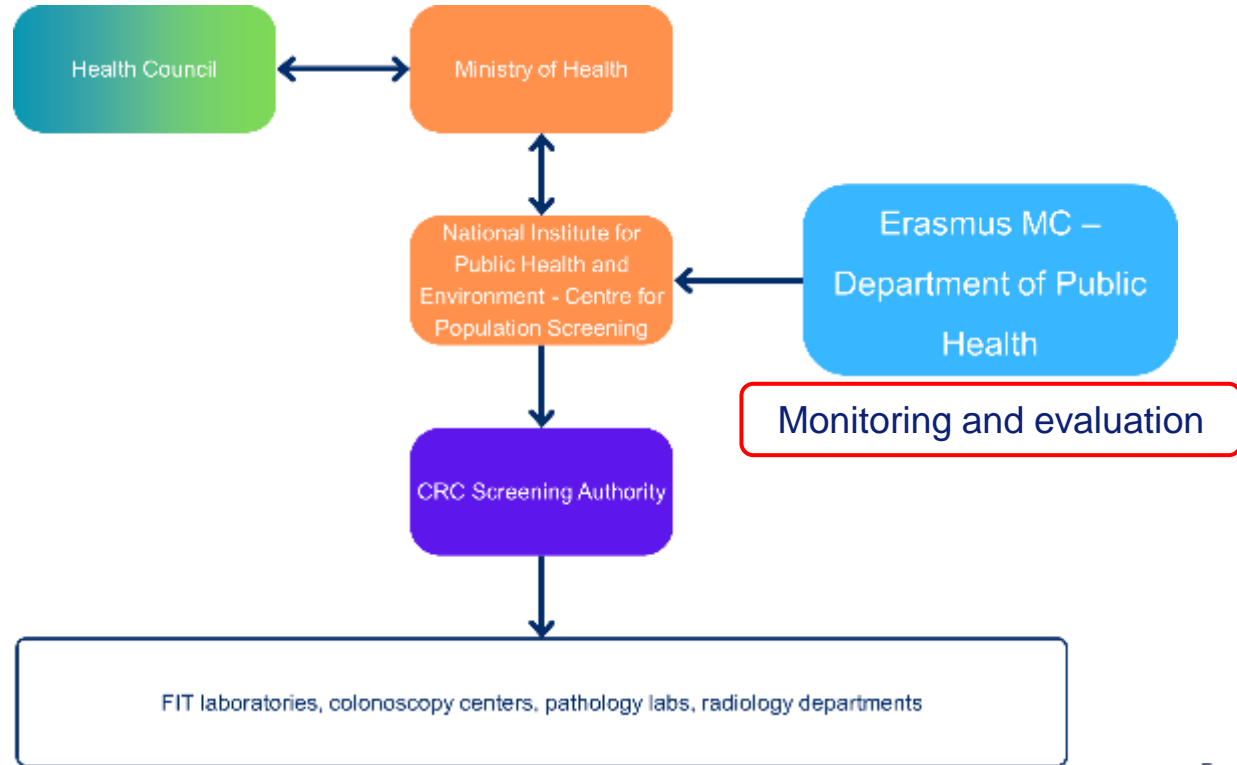 Health Council
Ministry of Health
National Institute for
Public Health and
Environment - Centre for
Population Screening
Erasmus MC –
Department of Public
Health
Monitoring and evaluation
CRC Screening Authority
FIT laboratories, colonoscopy centers, pathology labs, radiology departments